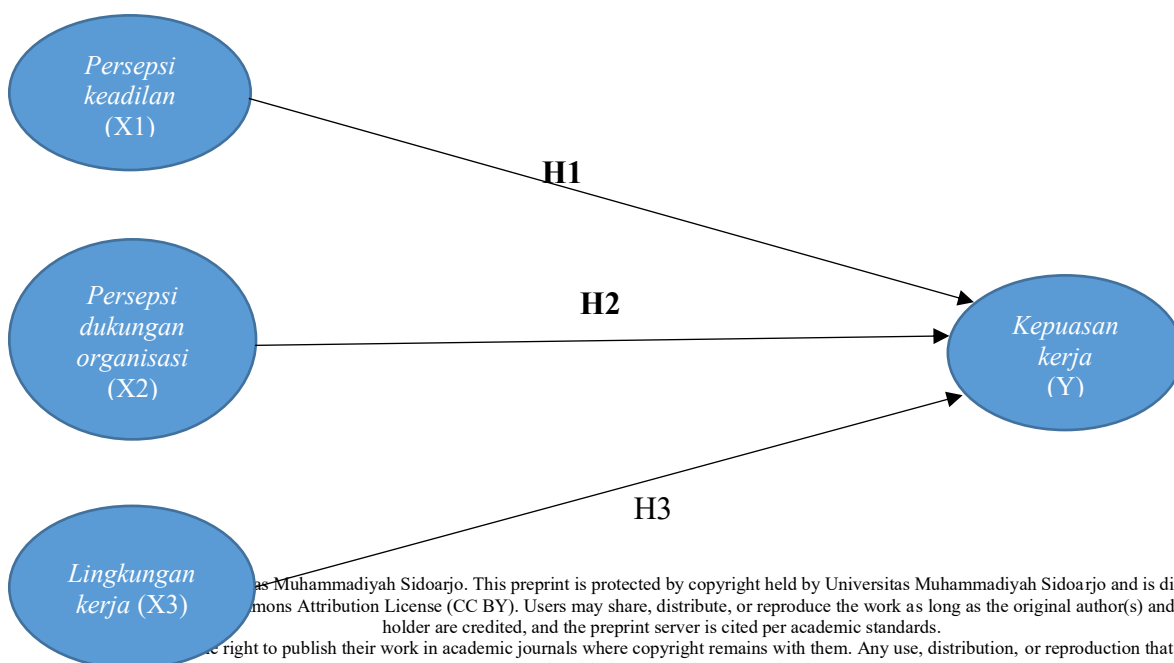 Persepsi
keadilan
(X1)
H1
Persepsi
dukungan
organisasi
(X2)
H2
Kepuasan
kerja
(Y)
H3
Lingkungan
kerja (X3)
Muhammadiyah Sidoarjo. This preprint is protected by copyright held by Universitas Muhammadiyah Sidoarjo and is
Attribution License (CC BY). Users may share, distribute, or reproduce the work as long as the original author(s) and
holder are credited, and the preprint server is cited per academic standards.
right to publish their work in academic journals where copyright remains with them. Any use, distribution, or reproduction that